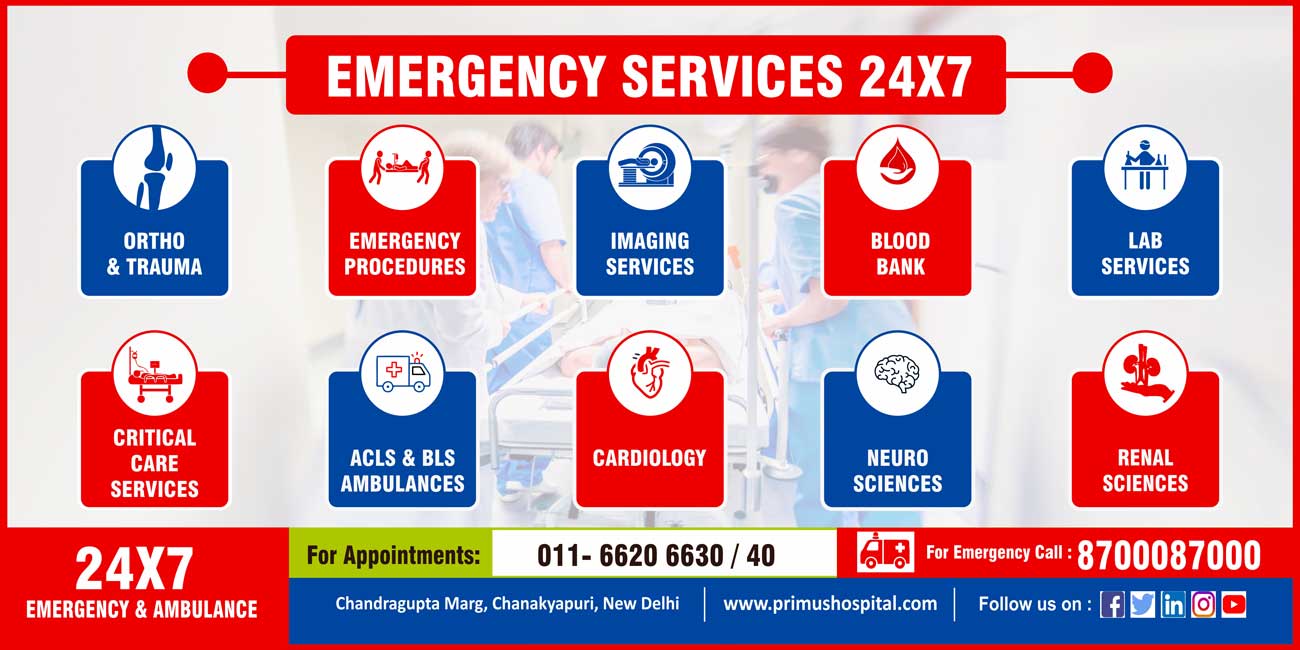 EMERGENCY SERVICES 24X7
ORTHO
& TRAUMA
EMERGENCY
PROCEDURES
IMAGING
SERVICES
BLOOD
BANK
LAB
SERVICES
CRITICAL
CARE
SERVICES
ACLS & BLS
AMBULANCES
CARDIOLOGY
NEURO
SCIENCES
RENAL
SCIENCES
24X7
EMERGENCY & AMBULANCE
For Appointments: 011- 6620 6630 / 40
For Emergency Call : 8700087000
Chandragupta Marg, Chanakyapuri, New Delhi
www.primushospital.com
Follow us on :